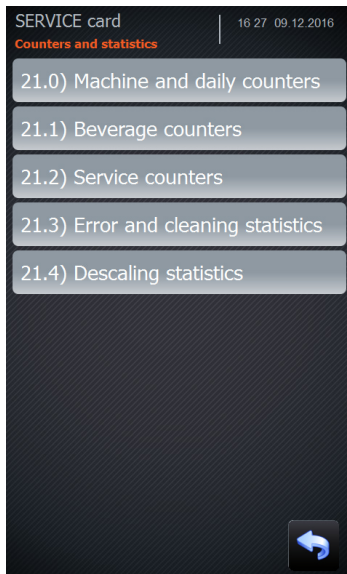 SERVICE card
16 27 09.12.2016
Counters and statistics
21.0) Machine and daily counters
21.1) Beverage counters
21.2) Service counters
21.3) Error and cleaning statistics
21.4) Descaling statistics